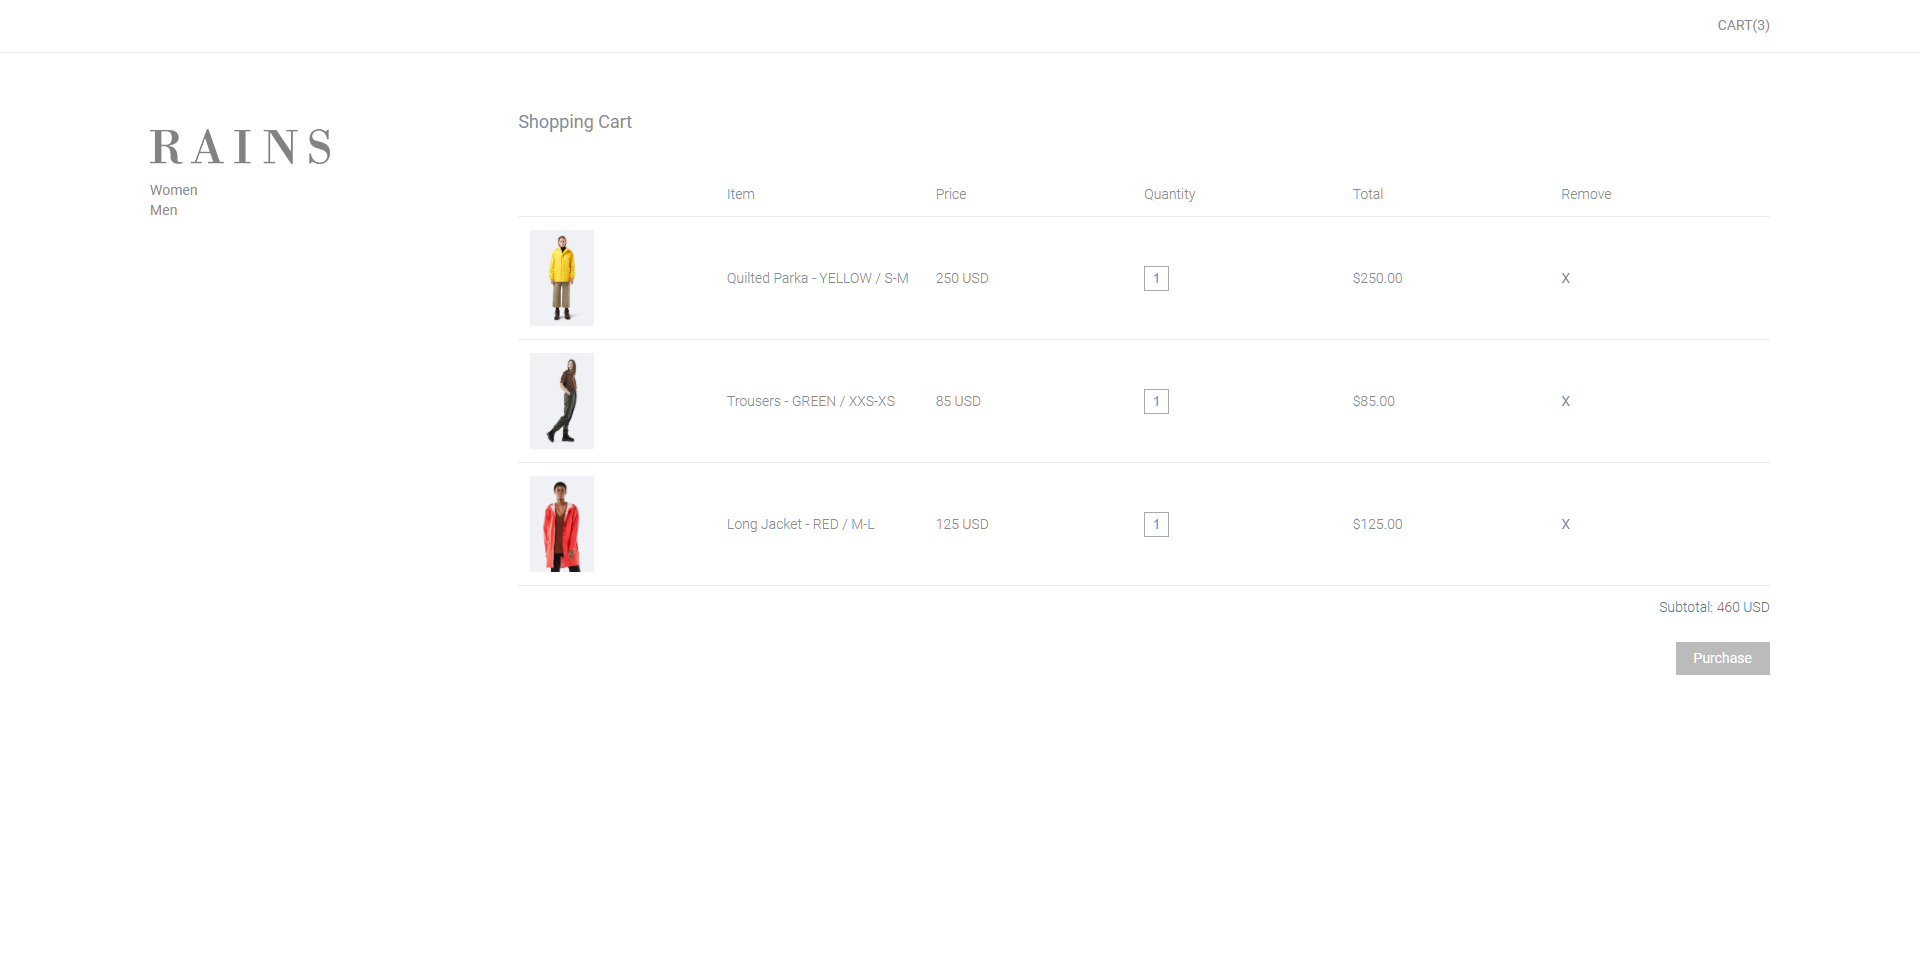 CART(3)
RAINS
Women
Men
Shopping Cart
Item Price Quantity Total Remove
Quilted Parka - YELLOW / S-M 250 USD 1 $250.00 X
Trousers - GREEN / XXS-XS 85 USD 1 $85.00 X
Long Jacket - RED / M-L 125 USD 1 $125.00 X
Subtotal: 460 USD
Purchase